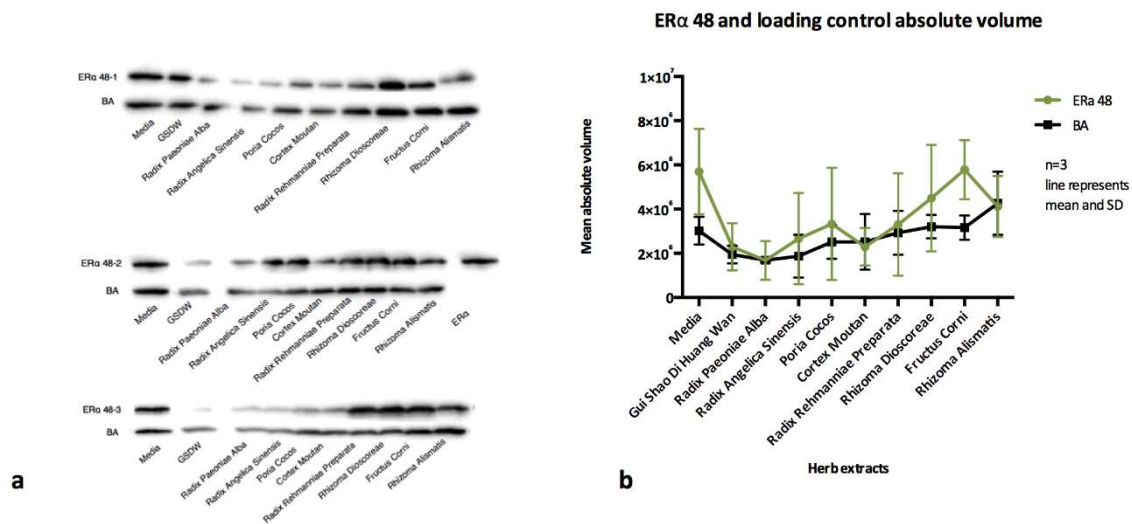 ERα 48-1
BA
Media
GSDW
Radix Paeoniae Alba
Radix Angelica Sinensis
Poria Cocos
Cortex Moutan
Radix Rehmanniae Preparata
Rhizoma Dioscoreae
Fructus Corni
Rhizoma Alismatis
ERα 48-2
BA
Media
GSDW
Radix Paeoniae Alba
Radix Angelica Sinensis
Poria Cocos
Cortex Moutan
Radix Rehmanniae Preparata
Rhizoma Dioscoreae
Fructus Corni
Rhizoma Alismatis
ERα
ERα 48-3
BA
Media
GSDW
Radix Paeoniae Alba
Radix Angelica Sinensis
Poria Cocos
Cortex Moutan
Radix Rehmanniae Preparata
Rhizoma Dioscoreae
Fructus Corni
Rhizoma Alismatis
a
ERα 48 and loading control absolute volume
Mean absolute volume
1×10⁷
8×10⁶
6×10⁶
4×10⁶
2×10⁶
0
Media
Gui Shao Di Huang Wan
Radix Paeoniae Alba
Radix Angelica Sinensis
Poria Cocos
Cortex Moutan
Radix Rehmanniae Preparata
Rhizoma Dioscoreae
Fructus Corni
Rhizoma Alismatis
Herb extracts
ERa 48
BA
n=3
line represents
mean and SD
b